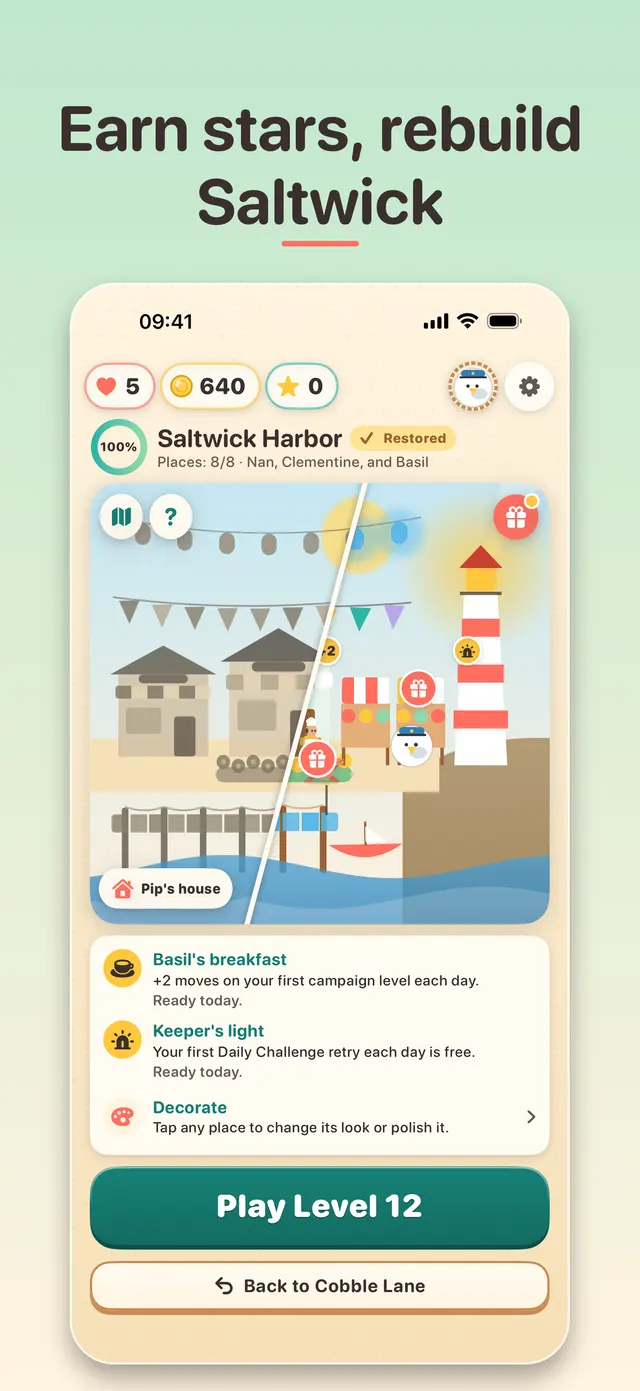 Earn stars, rebuild
Saltwick
09:41
5
640
0
100%
Saltwick Harbor
Restored
Places: 8/8 · Nan, Clementine, and Basil
?
Pip's house
Basil's breakfast
+2 moves on your first campaign level each day.
Ready today.
Keeper's light
Your first Daily Challenge retry each day is free.
Ready today.
Decorate
Tap any place to change its look or polish it.
Play Level 12
Back to Cobble Lane